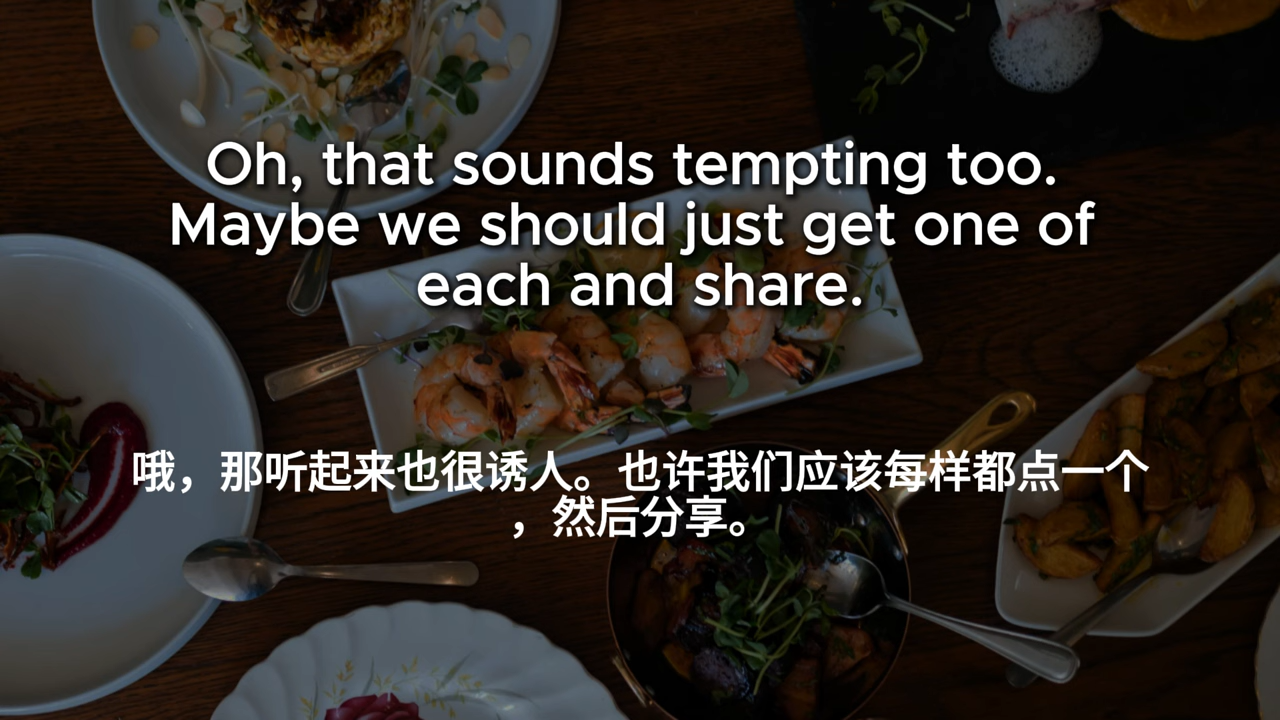 Oh, that sounds tempting too.
Maybe we should just get one of
each and share.
哦，那听起来也很诱人。也许我们应该每样都点一个
，然后分享。